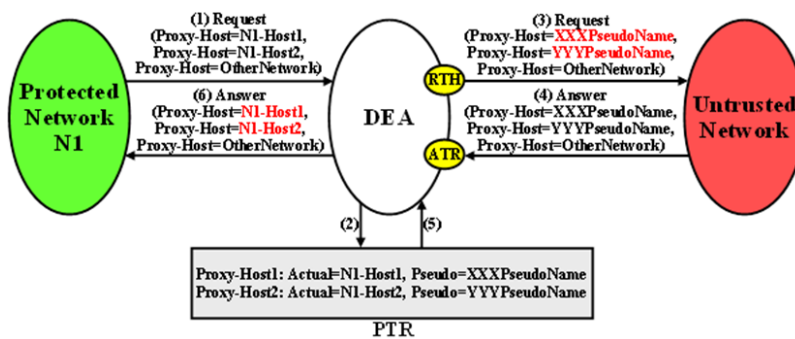 (1) Request
(Proxy-Host=N1-Host1,
Proxy-Host=N1-Host2,
Proxy-Host=OtherNetwork)
(3) Request
(Proxy-Host=XXXPseudoName,
Proxy-Host=YYYPseudoName,
Proxy-Host=OtherNetwork)
Protected
Network
N1
RTH
DEA
Untrusted
Network
(6) Answer
(Proxy-Host=N1-Host1,
Proxy-Host=N1-Host2,
Proxy-Host=OtherNetwork)
(4) Answer
(Proxy-Host=XXXPseudoName,
Proxy-Host=YYYPseudoName,
Proxy-Host=OtherNetwork)
ATR
(2)
(5)
Proxy-Host1: Actual=N1-Host1, Pseudo=XXXPseudoName
Proxy-Host2: Actual=N1-Host2, Pseudo=YYYPseudoName
PTR